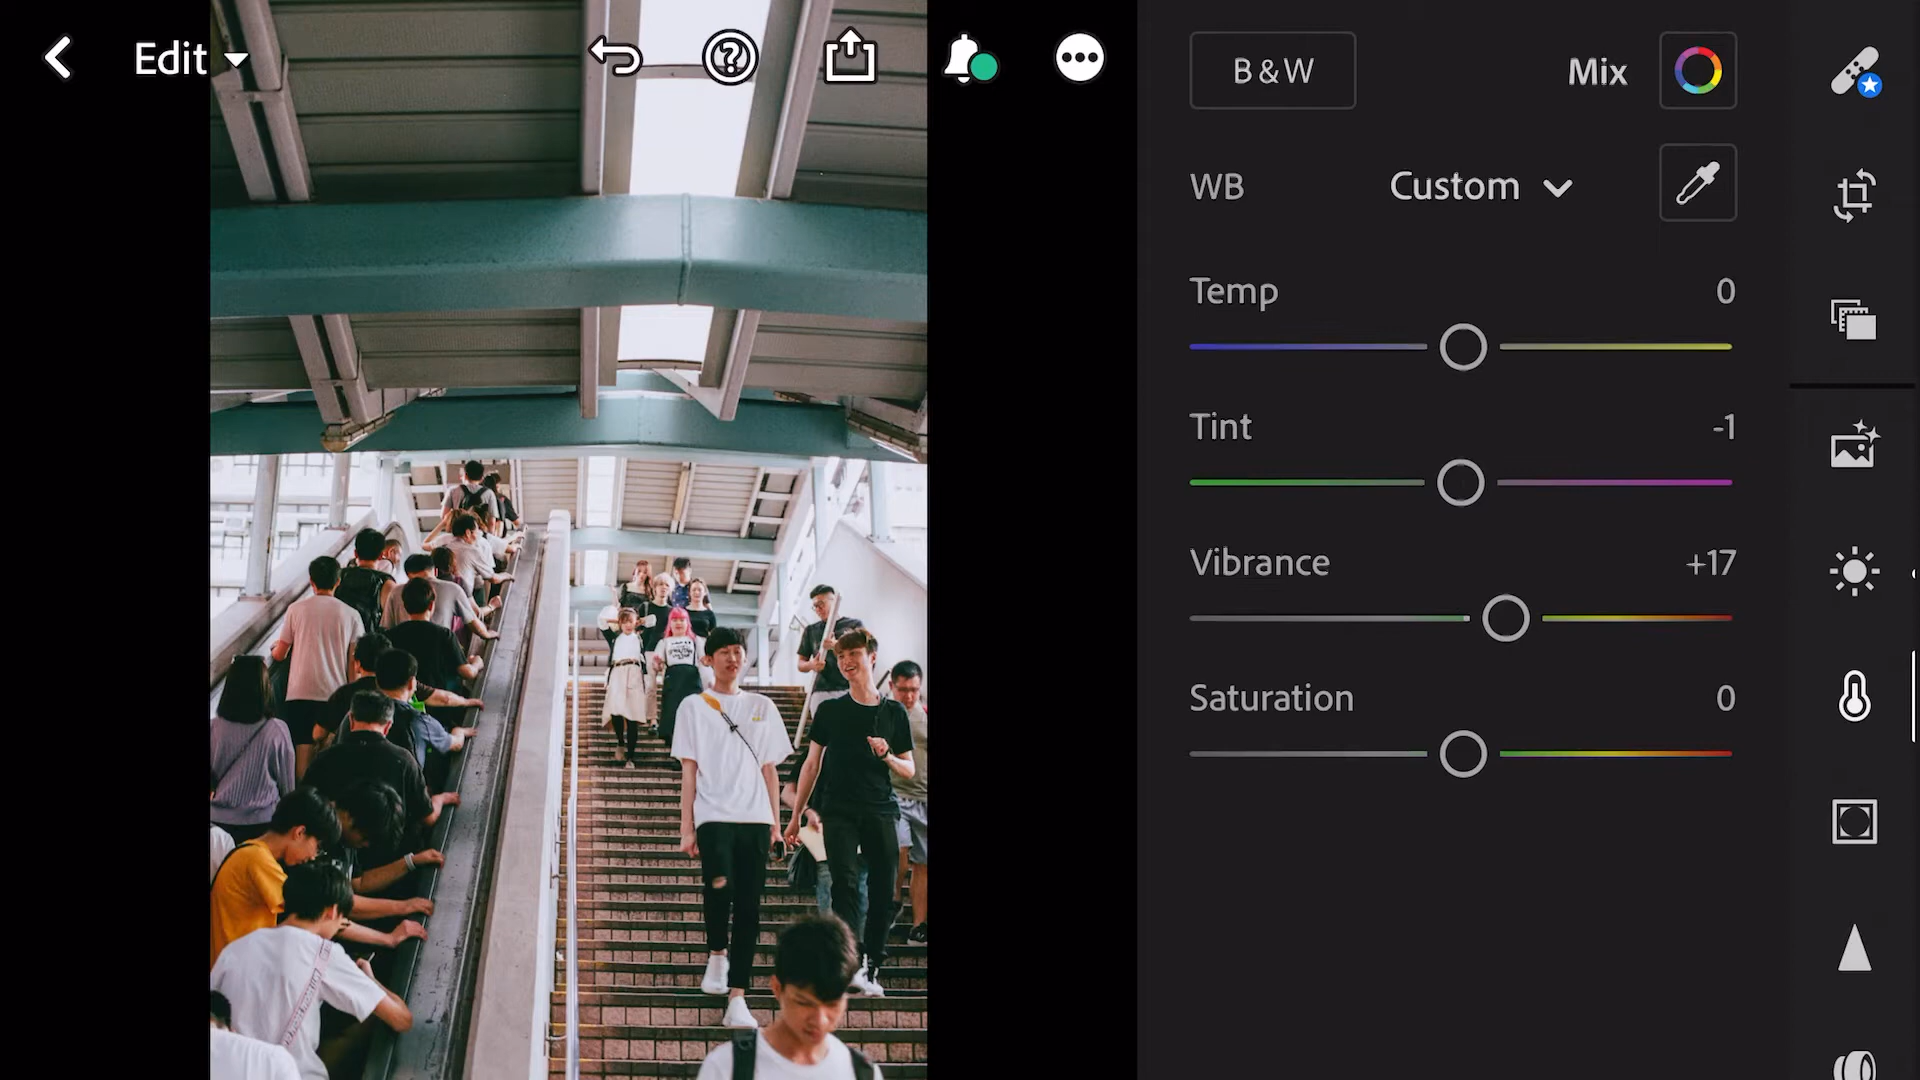 Edit
B&W
Mix
WB
Custom
Temp
0
Tint
-1
Vibrance
+17
Saturation
0